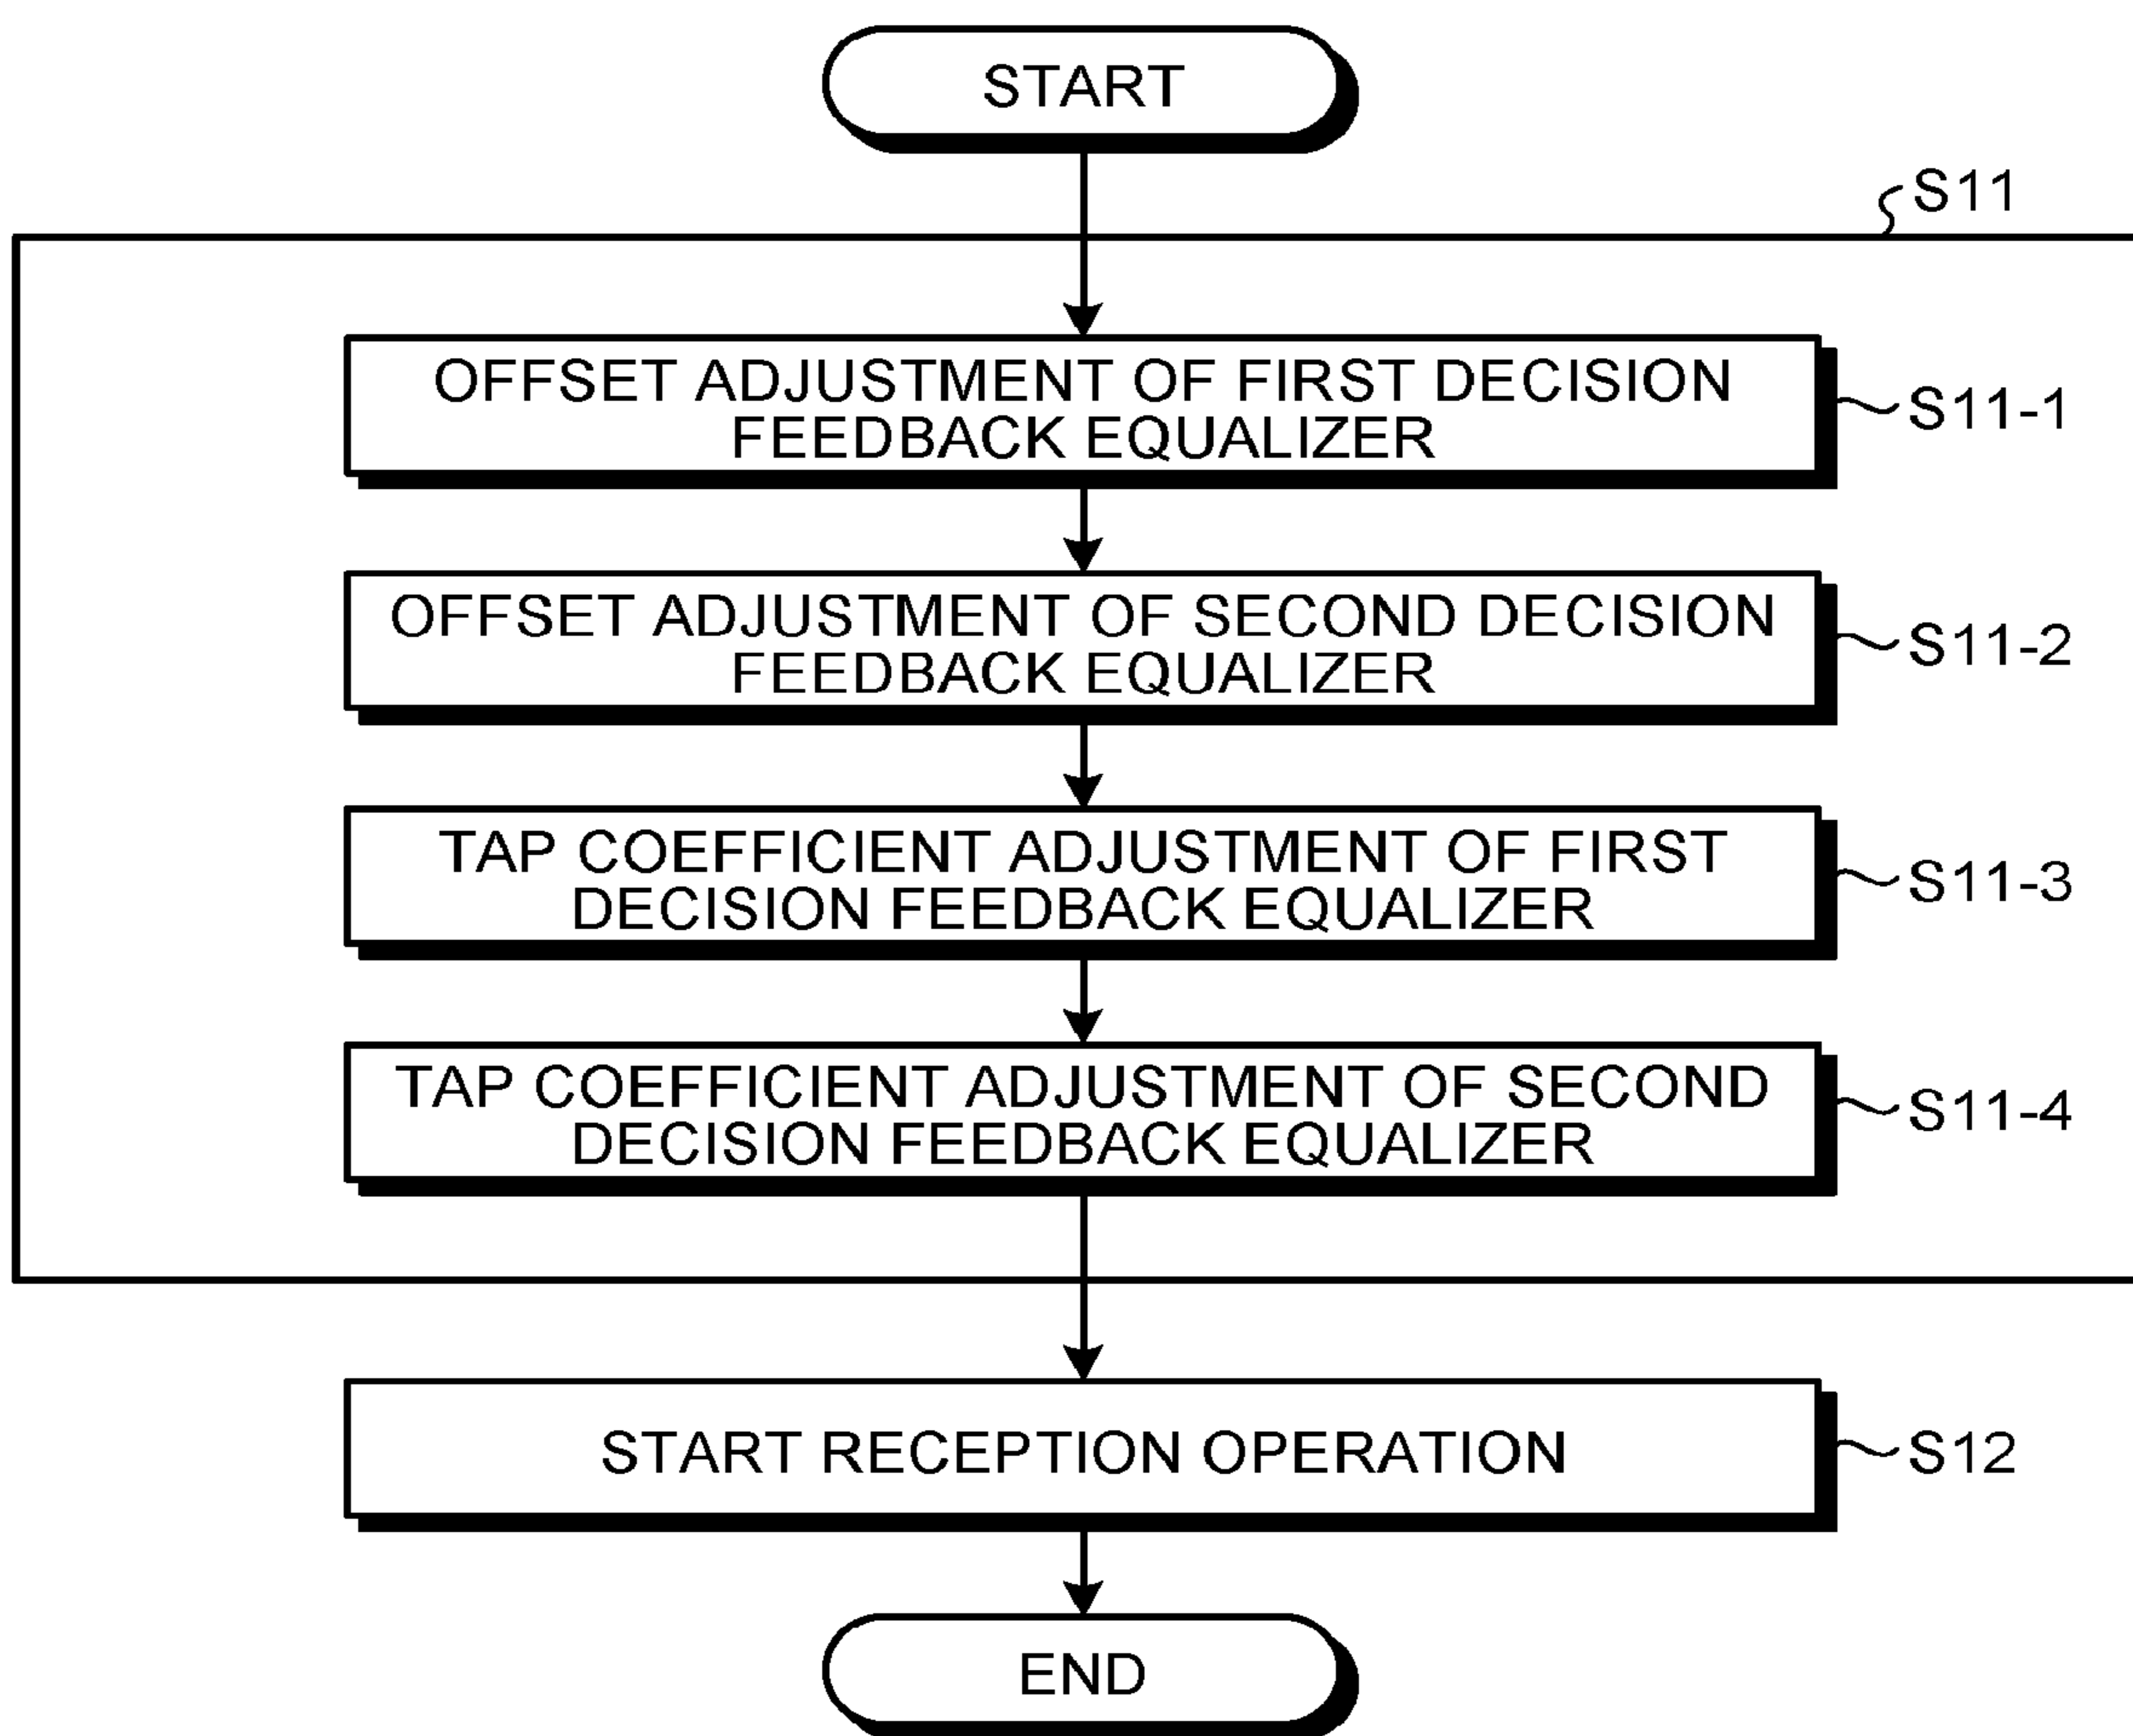 START
S11
OFFSET ADJUSTMENT OF FIRST DECISION
FEEDBACK EQUALIZER
S11-1
OFFSET ADJUSTMENT OF SECOND DECISION
FEEDBACK EQUALIZER
S11-2
TAP COEFFICIENT ADJUSTMENT OF FIRST
DECISION FEEDBACK EQUALIZER
S11-3
TAP COEFFICIENT ADJUSTMENT OF SECOND
DECISION FEEDBACK EQUALIZER
S11-4
START RECEPTION OPERATION
S12
END